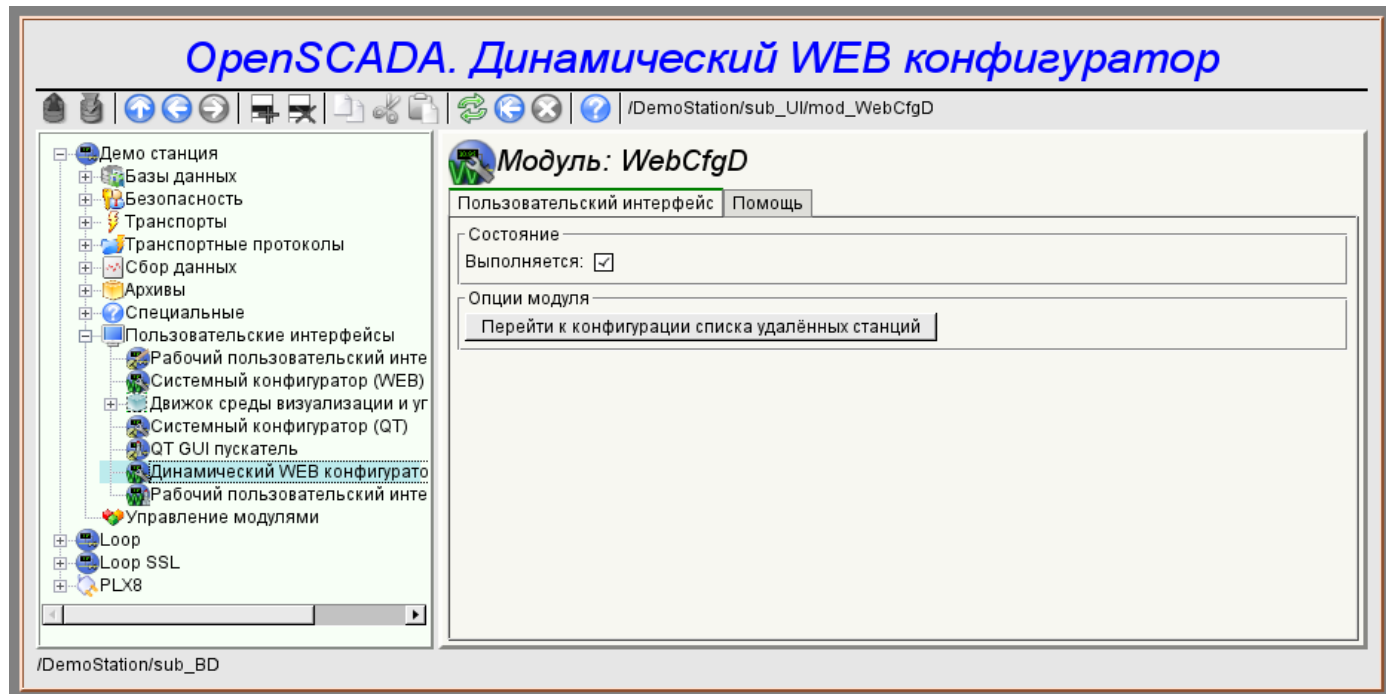 OpenSCADA. Динамический WEB конфигуратор
/DemoStation/sub_UI/mod_WebCfgD
Демо станция
Базы данных
Безопасность
Транспорты
Транспортные протоколы
Сбор данных
Архивы
Специальные
Пользовательские интерфейсы
Рабочий пользовательский инте
Системный конфигуратор (WEB)
Движок среды визуализации и уг
Системный конфигуратор (QT)
QT GUI пускатель
Динамический WEB конфигурато
Рабочий пользовательский инте
Управление модулями
Loop
Loop SSL
PLX8
Модуль: WebCfgD
Пользовательский интерфейс Помощь
Состояние
Выполняется:
Опции модуля
Перейти к конфигурации списка удалённых станций
/DemoStation/sub_BD